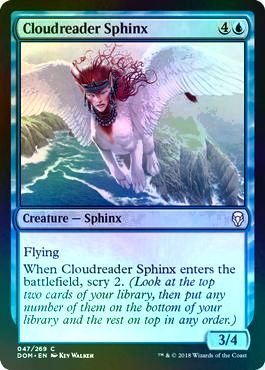 Cloudreader Sphinx 4
Creature — Sphinx
Flying
When Cloudreader Sphinx enters the
battlefield, scry 2. (Look at the top
two cards of your library, then put any
number of them on the bottom of your
library and the rest on top in any order.)
3/4
047/269 C
DOM • EN Key Walker
™ & © 2018 Wizards of the Coast